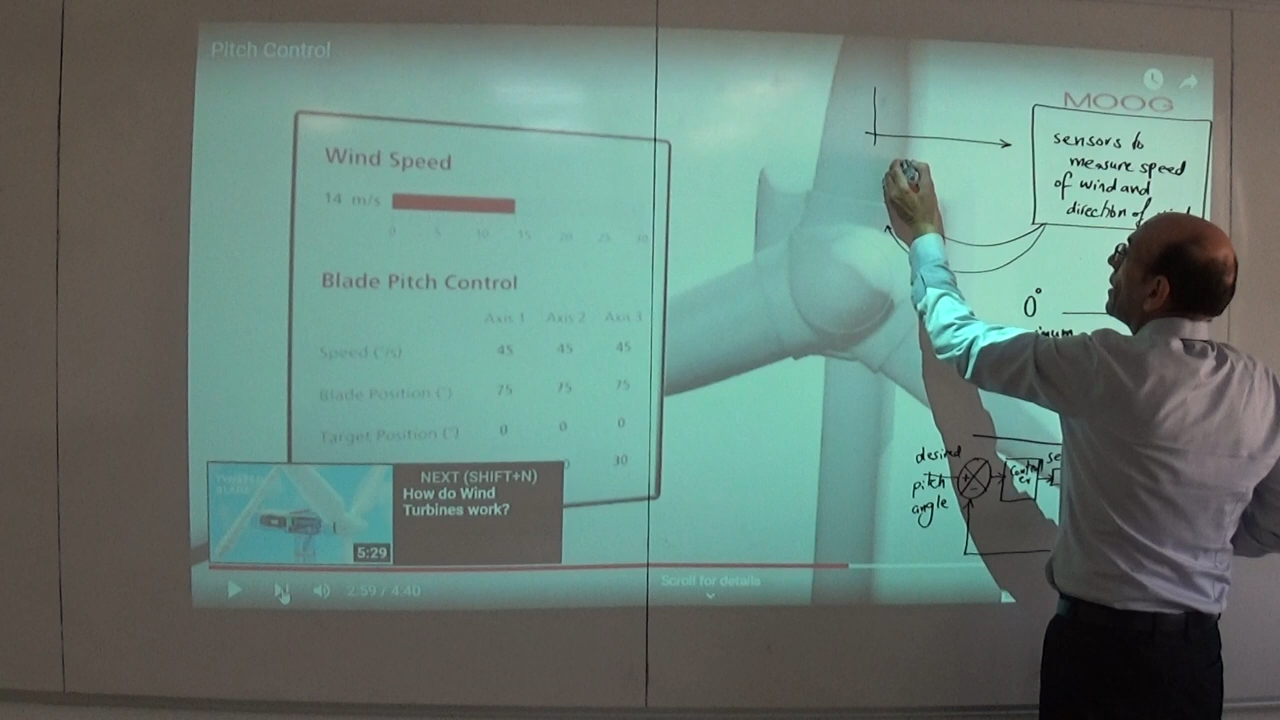 Pitch Control
MOOG
Wind Speed
14 m/s
0 5 10 15 20 25 30
Blade Pitch Control
Axis 1 Axis 2 Axis 3
Speed (°/s) 45 45 45
Blade Position (°) 75 75 75
Target Position (°) 0 0 0
30
NEXT (SHIFT+N)
How do Wind
Turbines work?
5:29
2:59 / 4:40
Scroll for details
sensors to
measure speed
of wind and
direction of
0°
desired
pitch
angle
+
−